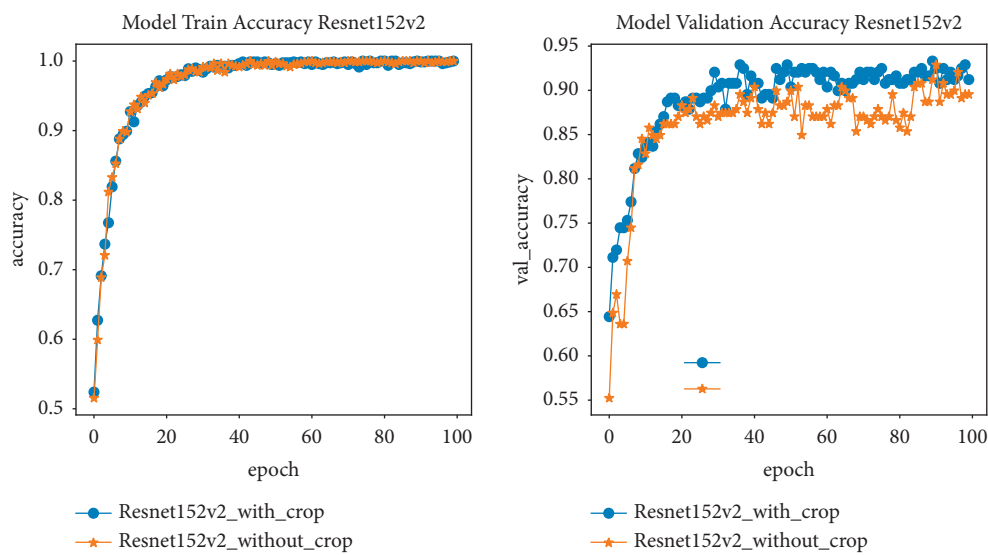 Model Train Accuracy Resnet152v2
1.0
0.9
0.8
0.7
0.6
0.5
accuracy
0 20 40 60 80 100
epoch
Resnet152v2_with_crop
Resnet152v2_without_crop
Model Validation Accuracy Resnet152v2
0.95
0.90
0.85
0.80
0.75
0.70
0.65
0.60
0.55
val_accuracy
0 20 40 60 80 100
epoch
Resnet152v2_with_crop
Resnet152v2_without_crop